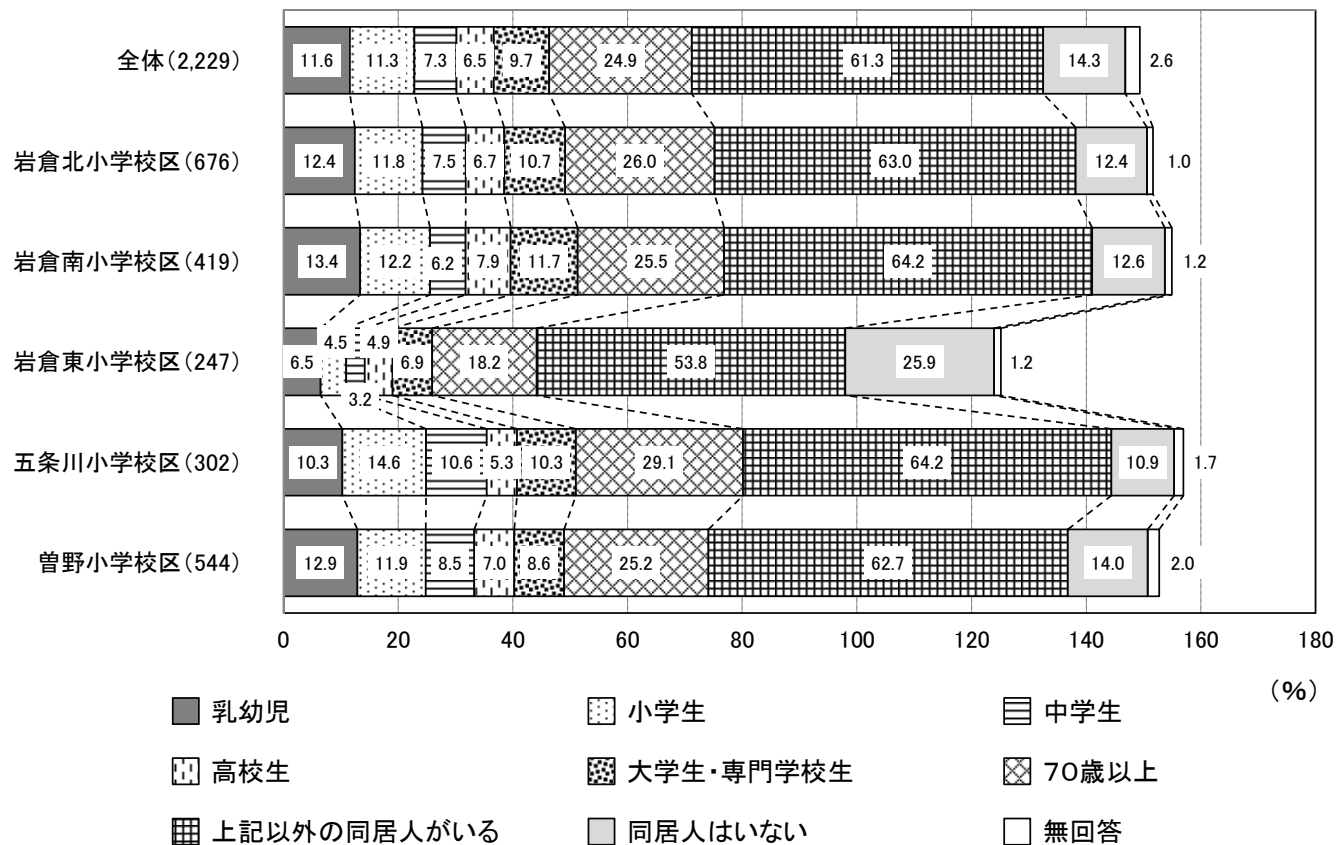 全体(2,229) 11.6 11.3 7.3 6.5 9.7 24.9 61.3 14.3 2.6
岩倉北小学校区(676) 12.4 11.8 7.5 6.7 10.7 26.0 63.0 12.4 1.0
岩倉南小学校区(419) 13.4 12.2 6.2 7.9 11.7 25.5 64.2 12.6 1.2
岩倉東小学校区(247) 6.5 4.5 3.2 4.9 6.9 18.2 53.8 25.9 1.2
五条川小学校区(302) 10.3 14.6 10.6 5.3 10.3 29.1 64.2 10.9 1.7
曽野小学校区(544) 12.9 11.9 8.5 7.0 8.6 25.2 62.7 14.0 2.0
0 20 40 60 80 100 120 140 160 180
(%)
乳幼児 小学生 中学生
高校生 大学生・専門学校生 70歳以上
上記以外の同居人がいる 同居人はいない 無回答